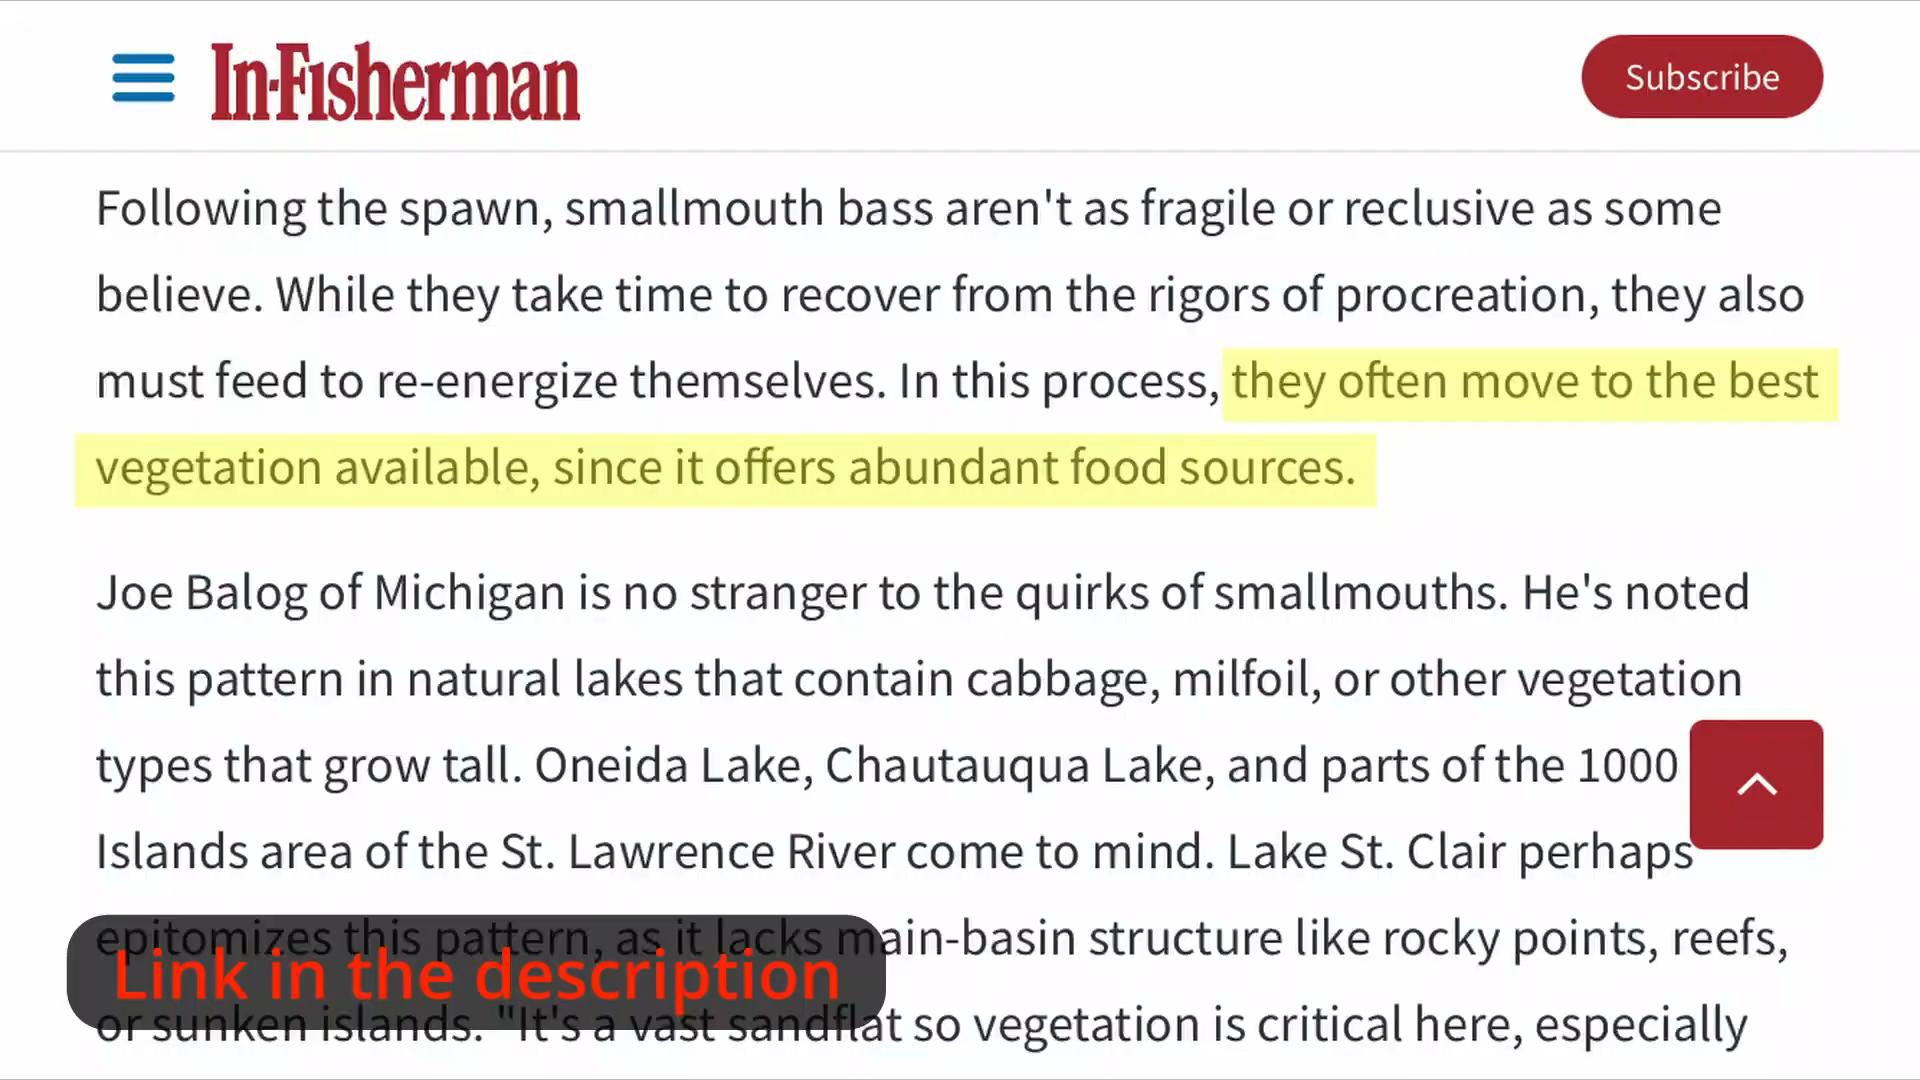 In-Fisherman
Subscribe
Following the spawn, smallmouth bass aren't as fragile or reclusive as some
believe. While they take time to recover from the rigors of procreation, they also
must feed to re-energize themselves. In this process, they often move to the best
vegetation available, since it offers abundant food sources.
Joe Balog of Michigan is no stranger to the quirks of smallmouths. He's noted
this pattern in natural lakes that contain cabbage, milfoil, or other vegetation
types that grow tall. Oneida Lake, Chautauqua Lake, and parts of the 1000
Islands area of the St. Lawrence River come to mind. Lake St. Clair perhaps
epitomizes this pattern, as it lacks main-basin structure like rocky points, reefs,
Link in the description
or sunken islands. "It's a vast sandflat so vegetation is critical here, especially